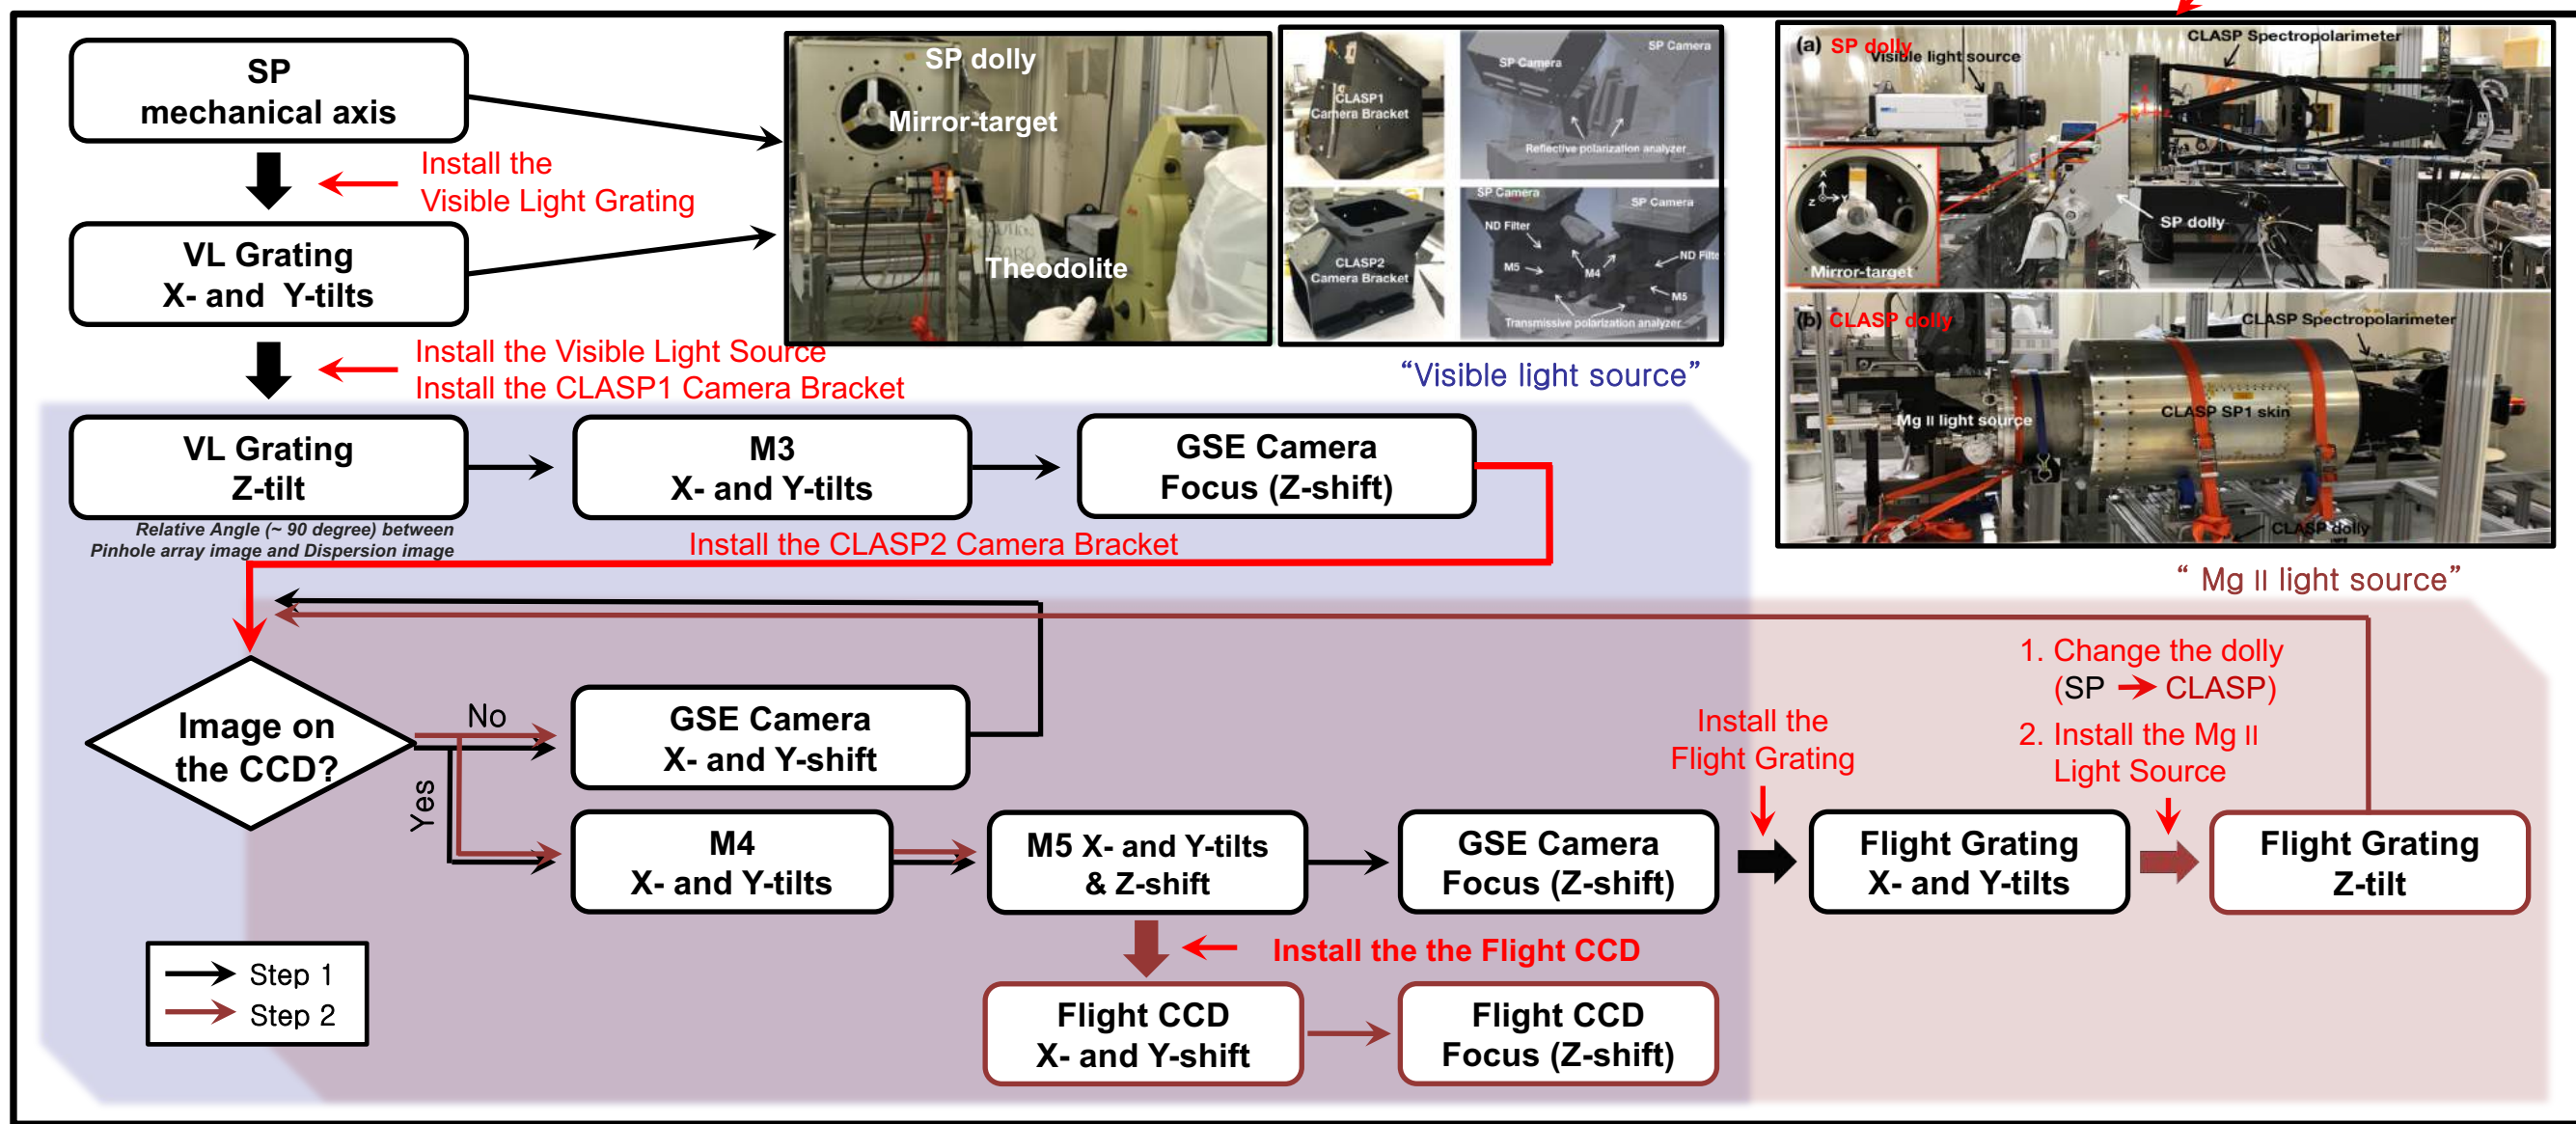 SP
mechanical axis
Install the
Visible Light Grating
VL Grating
X- and Y-tilts
Install the Visible Light Source
Install the CLASP1 Camera Bracket
SP dolly
Mirror-target
Theodolite
CLASP1
Camera Bracket
SP Camera
SP Camera
Reflective polarization analyzer
CLASP2
Camera Bracket
SP Camera
SP Camera
ND Filter
ND Filte
M5
M4
M5
Transmissive polarization analyzer
"Visible light source"
(a) SP dolly
Visible light source
CLASP Spectropolarimeter
X
Z
Y
SP dolly
Mirror-target
(b) CLASP dolly
CLASP Spectropolarimeter
Mg II light source
CLASP SP1 skin
CLASP dolly
" Mg II light source"
VL Grating
Z-tilt
M3
X- and Y-tilts
GSE Camera
Focus (Z-shift)
Relative Angle (~ 90 degree) between
Pinhole array image and Dispersion image
Install the CLASP2 Camera Bracket
Image on
the CCD?
No
Yes
GSE Camera
X- and Y-shift
M4
X- and Y-tilts
M5 X- and Y-tilts
& Z-shift
GSE Camera
Focus (Z-shift)
Install the
Flight Grating
Flight Grating
X- and Y-tilts
1. Change the dolly
(SP → CLASP)
2. Install the Mg II
Light Source
Flight Grating
Z-tilt
Install the the Flight CCD
Flight CCD
X- and Y-shift
Flight CCD
Focus (Z-shift)
Step 1
Step 2